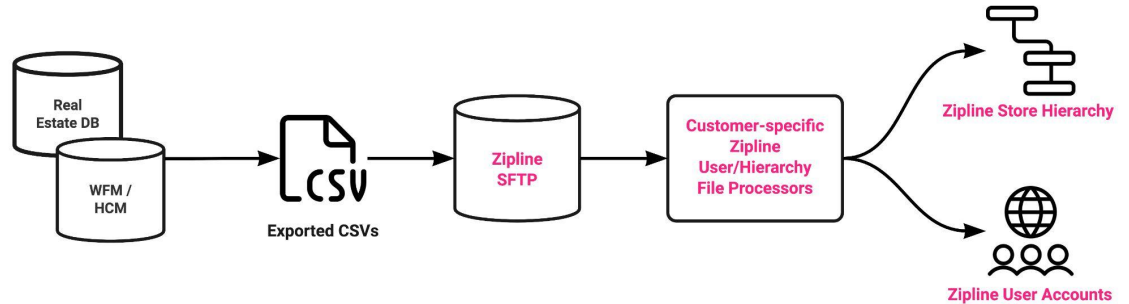 Real
Estate DB
WFM /
HCM
CSV
Exported CSVs
Zipline
SFTP
Customer-specific
Zipline
User/Hierarchy
File Processors
Zipline Store Hierarchy
Zipline User Accounts